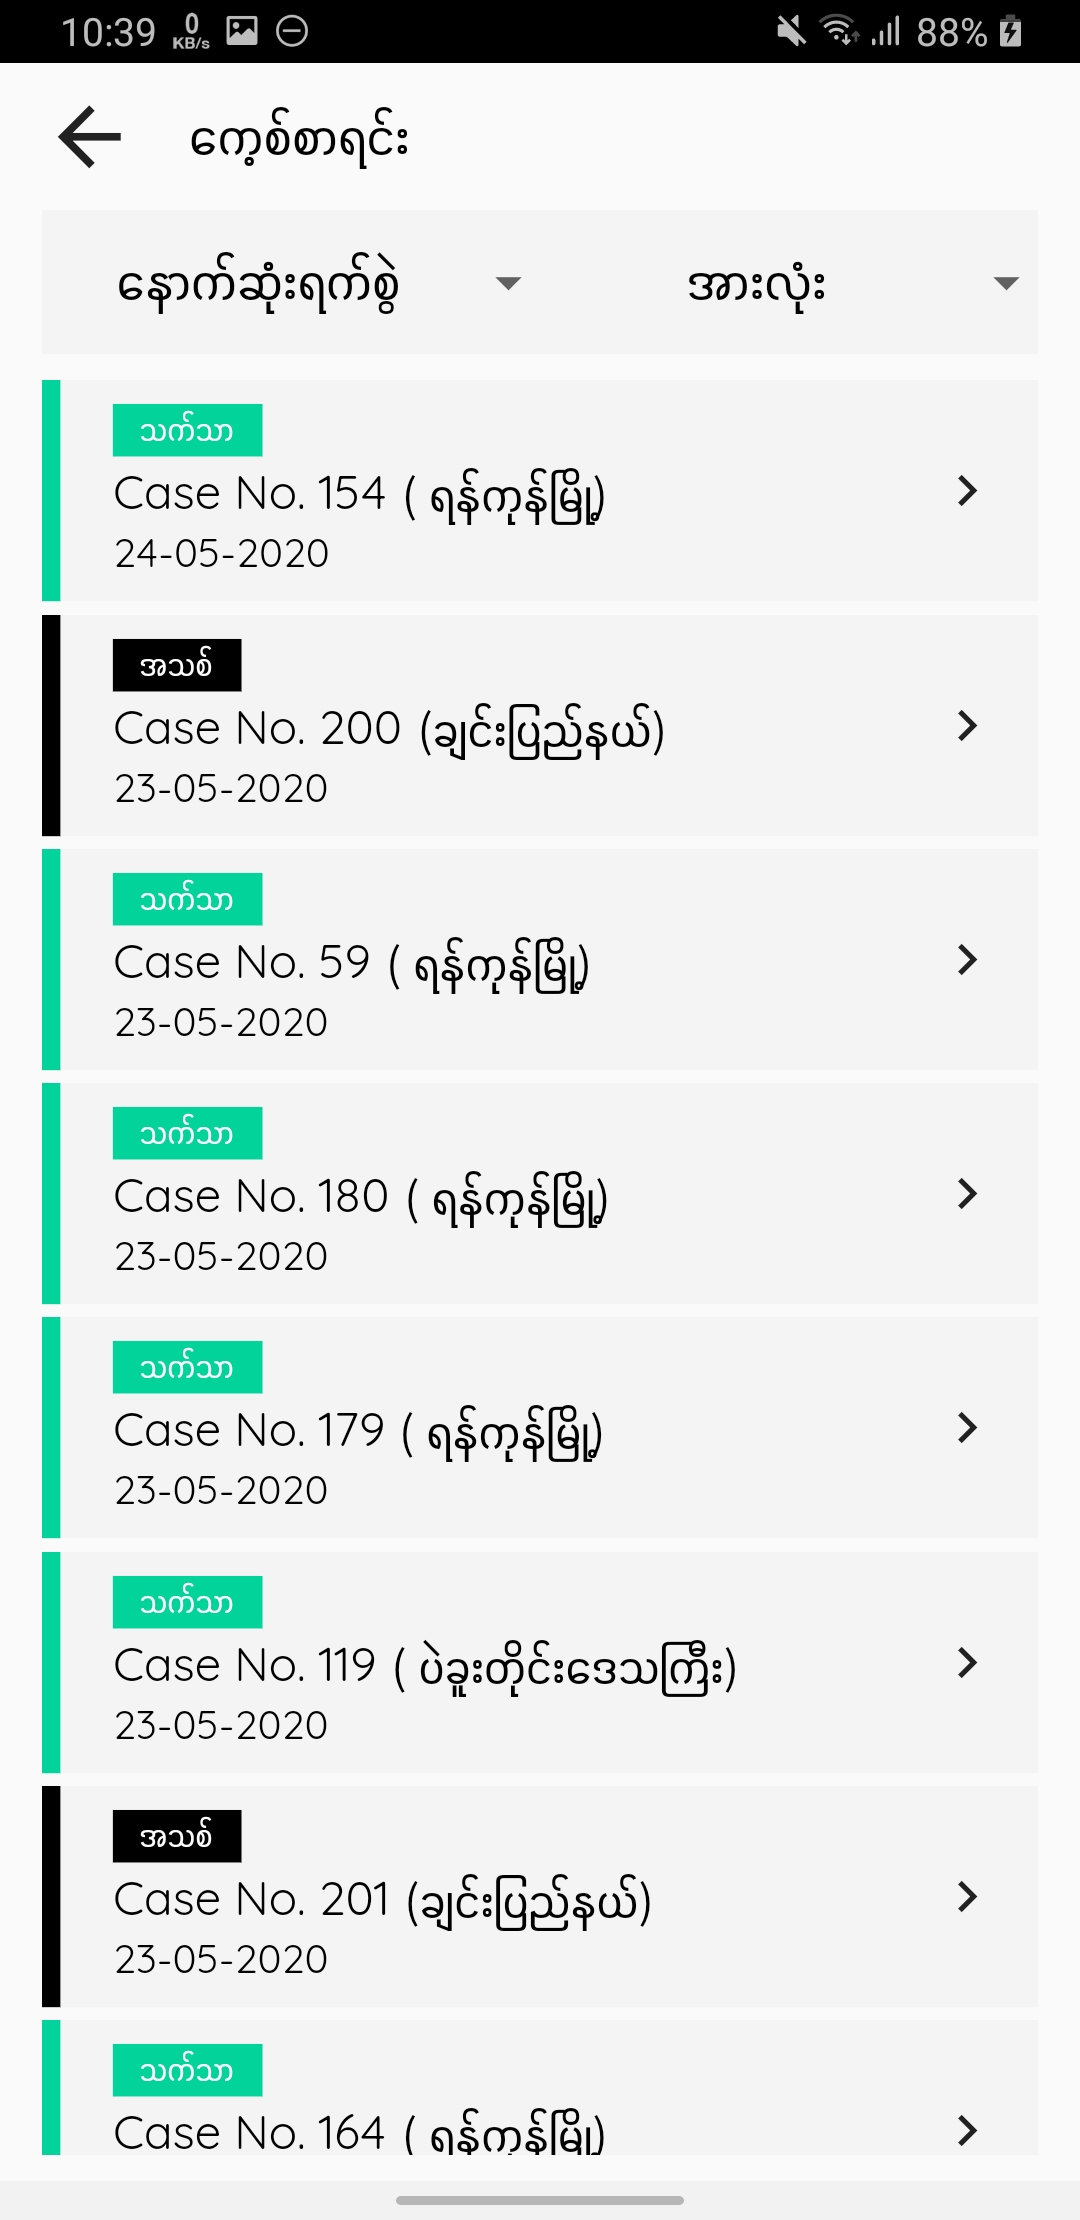 10:39 0 KB/s 88%
ကေ့စ်စာရင်း
နောက်ဆုံးရက်စွဲ အားလုံး
သက်သာ
Case No. 154 ( ရန်ကုန်မြို့)
24-05-2020
အသစ်
Case No. 200 (ချင်းပြည်နယ်)
23-05-2020
သက်သာ
Case No. 59 ( ရန်ကုန်မြို့)
23-05-2020
သက်သာ
Case No. 180 ( ရန်ကုန်မြို့)
23-05-2020
သက်သာ
Case No. 179 ( ရန်ကုန်မြို့)
23-05-2020
သက်သာ
Case No. 119 ( ပဲခူးတိုင်းဒေသကြီး)
23-05-2020
အသစ်
Case No. 201 (ချင်းပြည်နယ်)
23-05-2020
သက်သာ
Case No. 164 ( ရန်ကုန်မြို့)